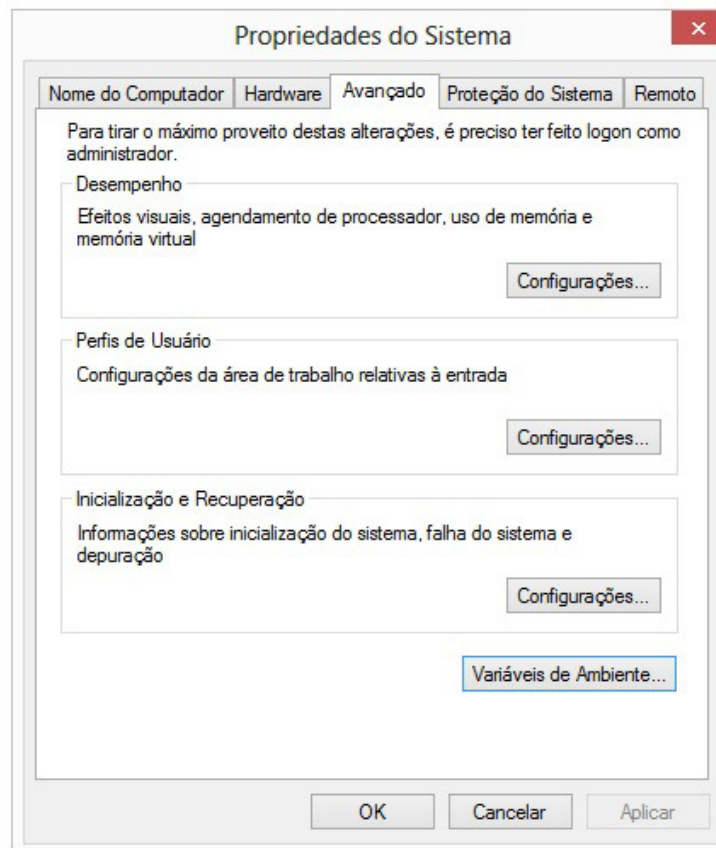 Propriedades do Sistema
Nome do Computador Hardware Avançado Proteção do Sistema Remoto
Para tirar o máximo proveito destas alterações, é preciso ter feito logon como
administrador.
Desempenho
Efeitos visuais, agendamento de processador, uso de memória e
memória virtual
Configurações...
Perfis de Usuário
Configurações da área de trabalho relativas à entrada
Configurações...
Inicialização e Recuperação
Informações sobre inicialização do sistema, falha do sistema e
depuração
Configurações...
Variáveis de Ambiente...
OK Cancelar Aplicar